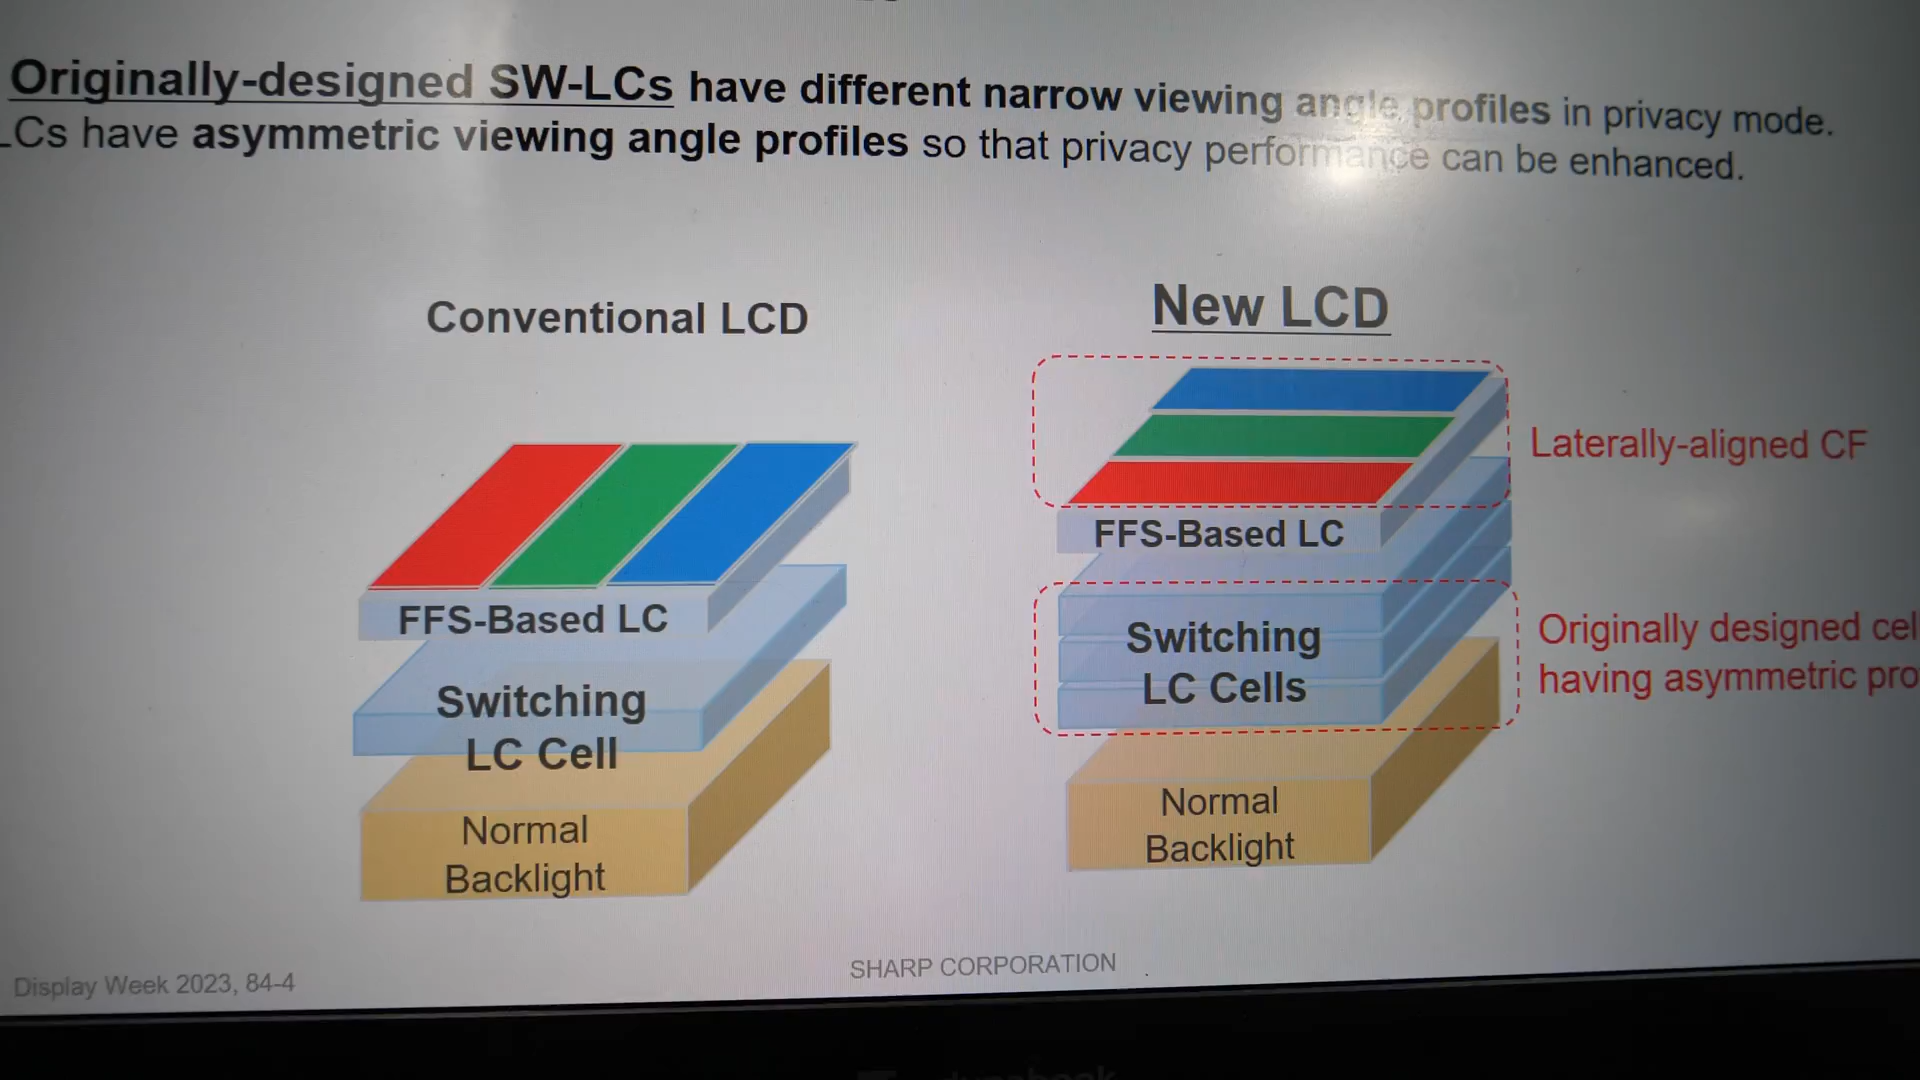 Originally-designed SW-LCs have different narrow viewing angle profiles in privacy mode.
LCs have asymmetric viewing angle profiles so that privacy performance can be enhanced.
Conventional LCD
New LCD
Laterally-aligned CF
FFS-Based LC
FFS-Based LC
Switching
LC Cell
Switching
LC Cells
Originally designed cel
having asymmetric pro
Normal
Backlight
Normal
Backlight
Display Week 2023, 84-4
SHARP CORPORATION